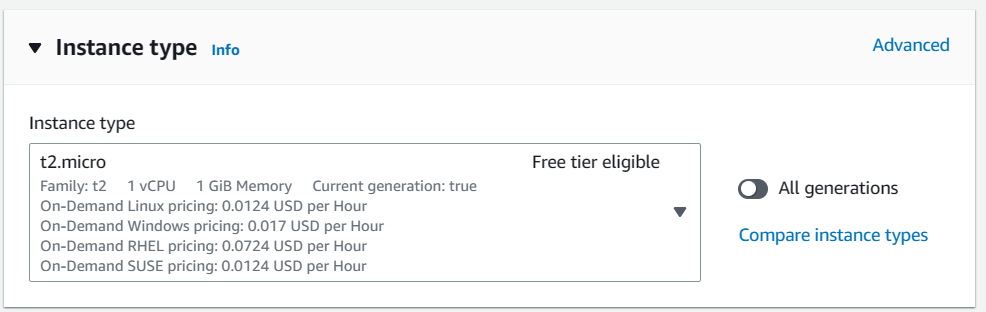 Instance type Info
Advanced
Instance type
t2.micro Free tier eligible
Family: t2 1 vCPU 1 GiB Memory Current generation: true
On-Demand Linux pricing: 0.0124 USD per Hour
On-Demand Windows pricing: 0.017 USD per Hour
On-Demand RHEL pricing: 0.0724 USD per Hour
On-Demand SUSE pricing: 0.0124 USD per Hour
All generations
Compare instance types